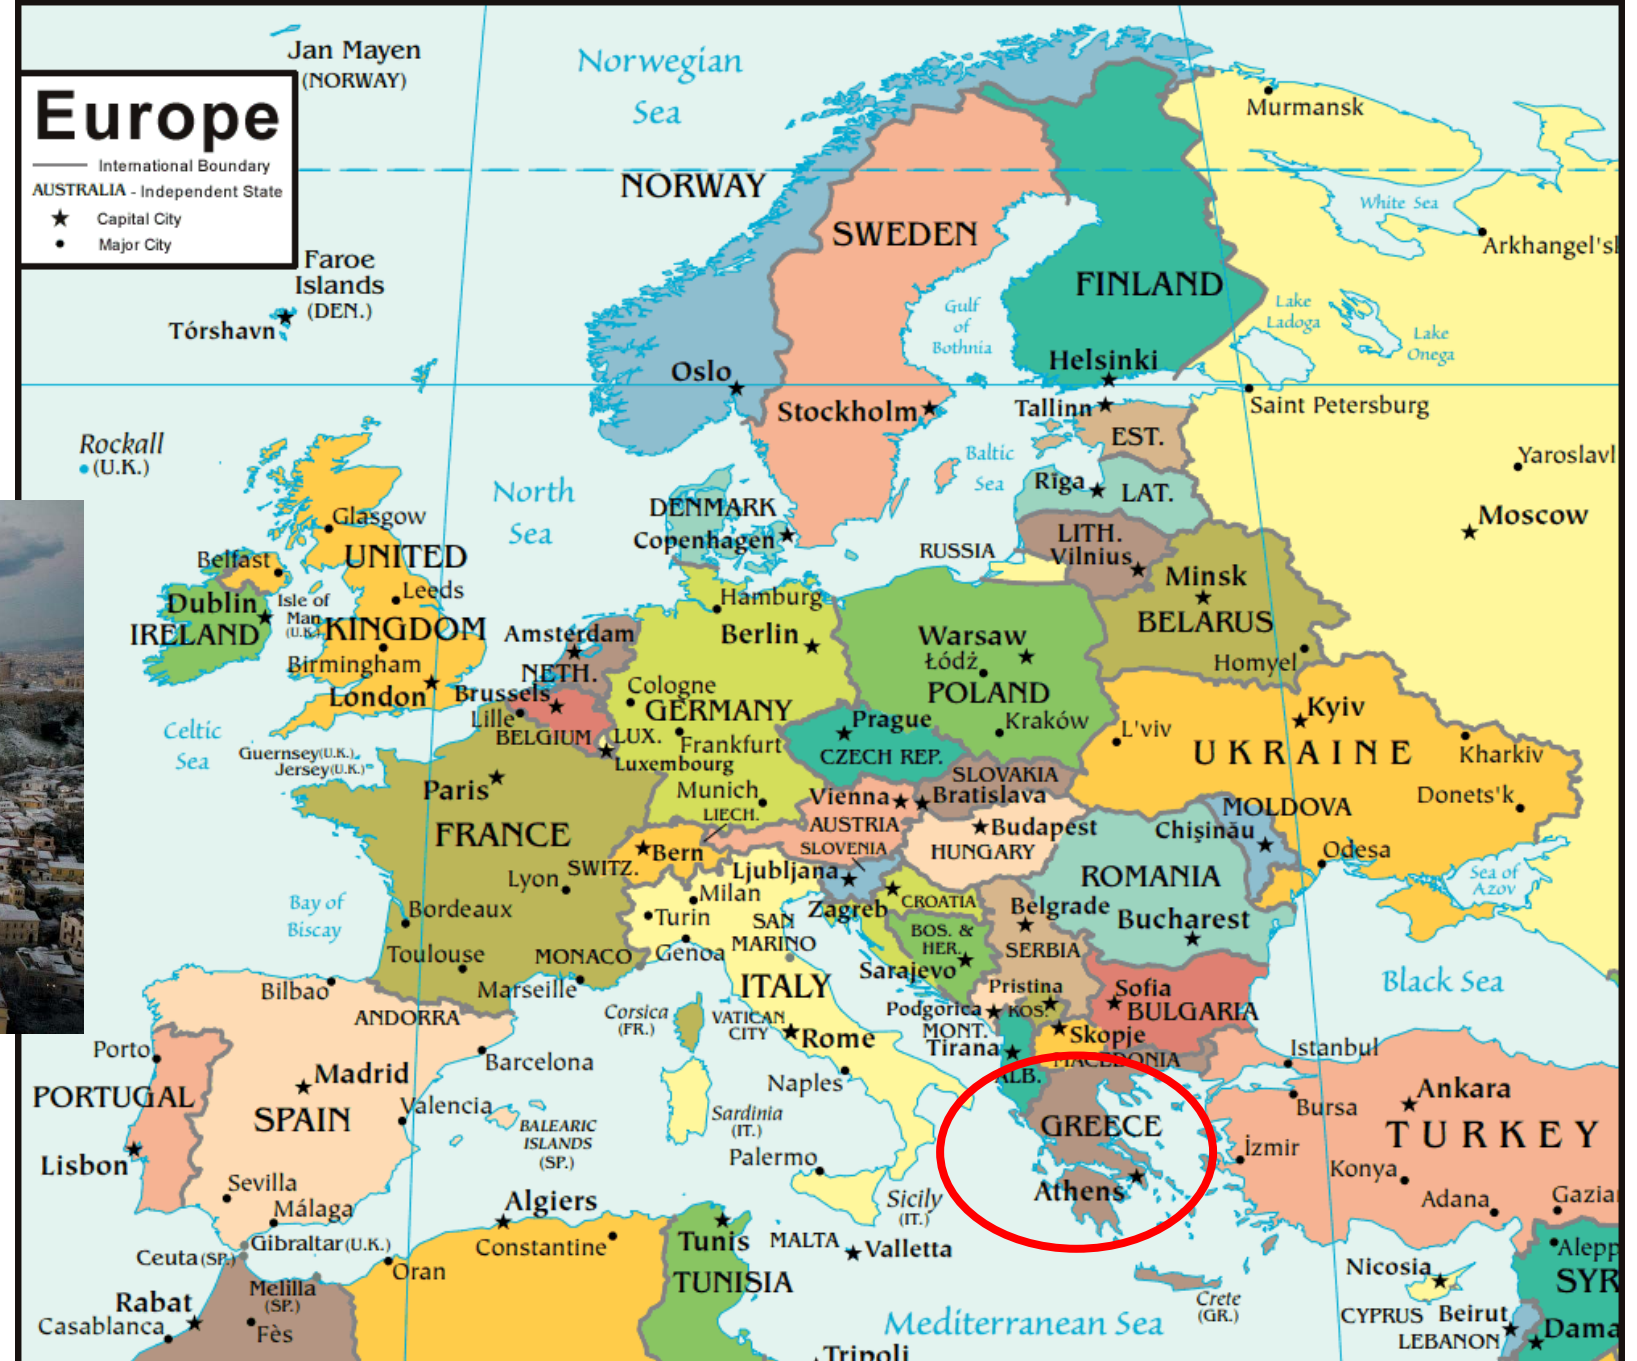 Jan Mayen
(NORWAY)
Norwegian
Sea
Europe
International Boundary
AUSTRALIA - Independent State
Capital City
Major City
Murmansk
White Sea
Arkhangel'sl
NORWAY
SWEDEN
FINLAND
Faroe
Islands
(DEN.)
Tórshavn
Gulf
of
Bothnia
Lake
Ladoga
Lake
Onega
Oslo
Helsinki
Stockholm
Tallinn
Saint Petersburg
EST.
Rockall
(U.K.)
Baltic
Sea
Yaroslavl
North
Sea
Rīga
LAT.
DENMARK
Copenhagen
Moscow
Glasgow
LITH.
Vilnius
RUSSIA
Belfast
UNITED
KINGDOM
Minsk
BELARUS
Leeds
Dublin
IRELAND
Isle of
Man
(U.K.)
Hamburg
Berlin
Amsterdam
NETH.
Warsaw
Łódź
POLAND
Homyel
Birmingham
London
Brussels
Lille
BELGIUM
Cologne
GERMANY
Kyiv
Kraków
L'viv
UKRAINE
Kharkiv
Celtic
Sea
Guernsey(U.K.)
Jersey(U.K.)
LUX.
Luxembourg
Frankfurt
Prague
CZECH REP.
SLOVAKIA
Bratislava
Donets'k
Paris
Munich
LIECH.
Vienna
AUSTRIA
SLOVENIA
Budapest
HUNGARY
MOLDOVA
Chişinău
Odesa
FRANCE
Bern
SWITZ.
Ljubljana
ROMANIA
Sea of
Azov
Lyon
Milan
Turin
Zagreb
CROATIA
Belgrade
Bucharest
Bay of
Biscay
Bordeaux
SAN
MARINO
BOS. &
HER.
SERBIA
Toulouse
MONACO
Genoa
Sarajevo
Black Sea
Bilbao
Marseille
ITALY
Pristina
Sofia
BULGARIA
ANDORRA
Corsica
(FR.)
VATICAN
CITY
Rome
Podgorica
KOS.
MONT.
Skopje
MACEDONIA
Tirana
ALB.
Istanbul
Porto
Barcelona
Madrid
Naples
Ankara
PORTUGAL
SPAIN
Valencia
Sardinia
(IT.)
GREECE
Bursa
TURKEY
BALEARIC
ISLANDS
(SP.)
Lisbon
Palermo
İzmir
Konya
Sevilla
Málaga
Algiers
Sicily
(IT.)
Athens
Adana
Gazia
Ceuta(SP.)
Gibraltar(U.K.)
Constantine
Tunis
TUNISIA
MALTA
Valletta
Alepp
Oran
Nicosia
SYR
Melilla
(SP.)
Rabat
Casablanca
Fès
Crete
(GR.)
CYPRUS
Beirut
LEBANON
Dama
Mediterranean Sea
Tripoli